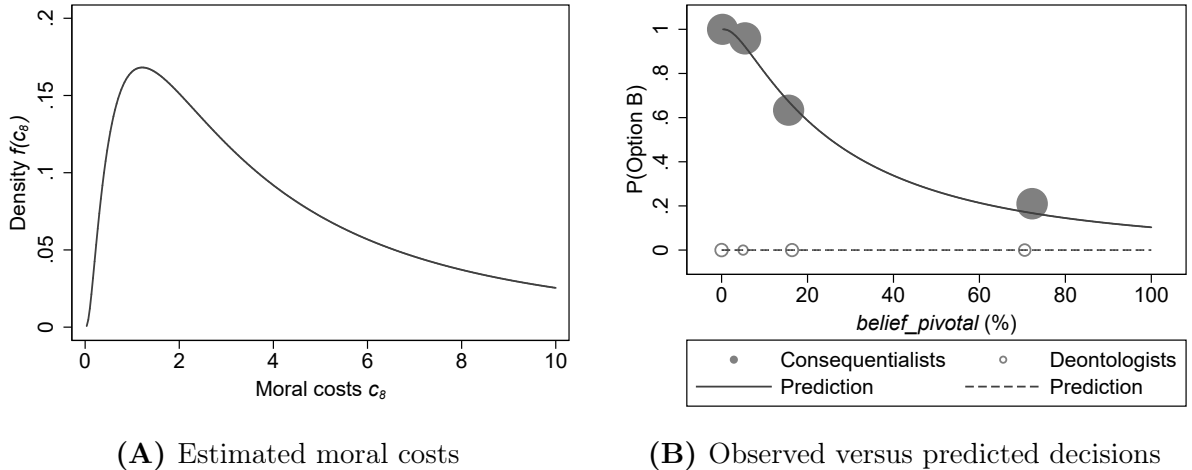 .2
.15
.1
.05
0
Density f(c8)
0 2 4 6 8 10
Moral costs c8
(A) Estimated moral costs
1
.8
.6
.4
.2
0
P(Option B)
0 20 40 60 80 100
belief_pivotal (%)
Consequentialists Deontologists
Prediction Prediction
(B) Observed versus predicted decisions